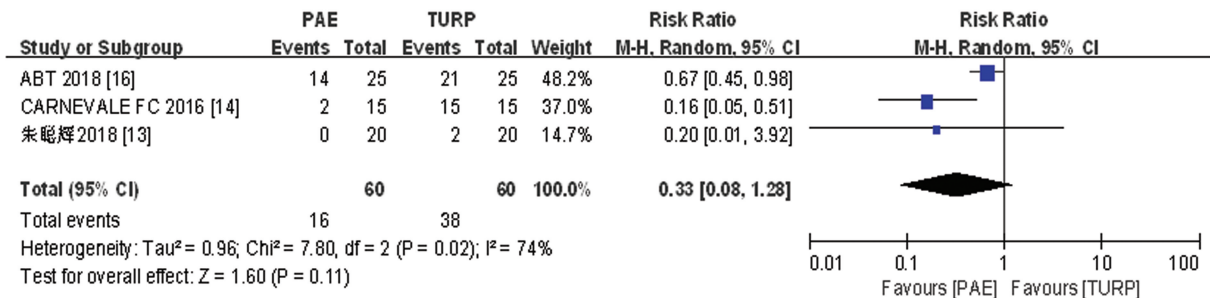 PAE TURP Risk Ratio Risk Ratio
Study or Subgroup Events Total Events Total Weight M-H, Random, 95% CI M-H, Random, 95% CI
ABT 2018 [16] 14 25 21 25 48.2% 0.67 [0.45, 0.98]
CARNEVALE FC 2016 [14] 2 15 15 15 37.0% 0.16 [0.05, 0.51]
朱聪辉2018 [13] 0 20 2 20 14.7% 0.20 [0.01, 3.92]
Total (95% CI) 60 60 100.0% 0.33 [0.08, 1.28]
Total events 16 38
Heterogeneity: Tau² = 0.96; Chi² = 7.80, df = 2 (P = 0.02); I² = 74%
Test for overall effect: Z = 1.60 (P = 0.11)
0.01 0.1 1 10 100
Favours [PAE] Favours [TURP]